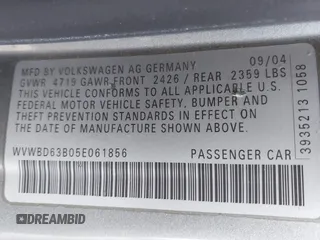 MFD BY VOLKSWAGEN AG GERMANY 09/04
GVWR 4719 GAWR FRONT 2426 / REAR 2359 LBS
THIS VEHICLE CONFORMS TO ALL APPLICABLE
FEDERAL MOTOR VEHICLE SAFETY, BUMPER AND
THEFT PREVENTION STANDARDS IN EFFECT ON THE
DATE OF MANUFACTURE SHOWN ABOVE.
WVWBD63B05E061856 PASSENGER CAR
3935213 1058
WWW.DREAMBID